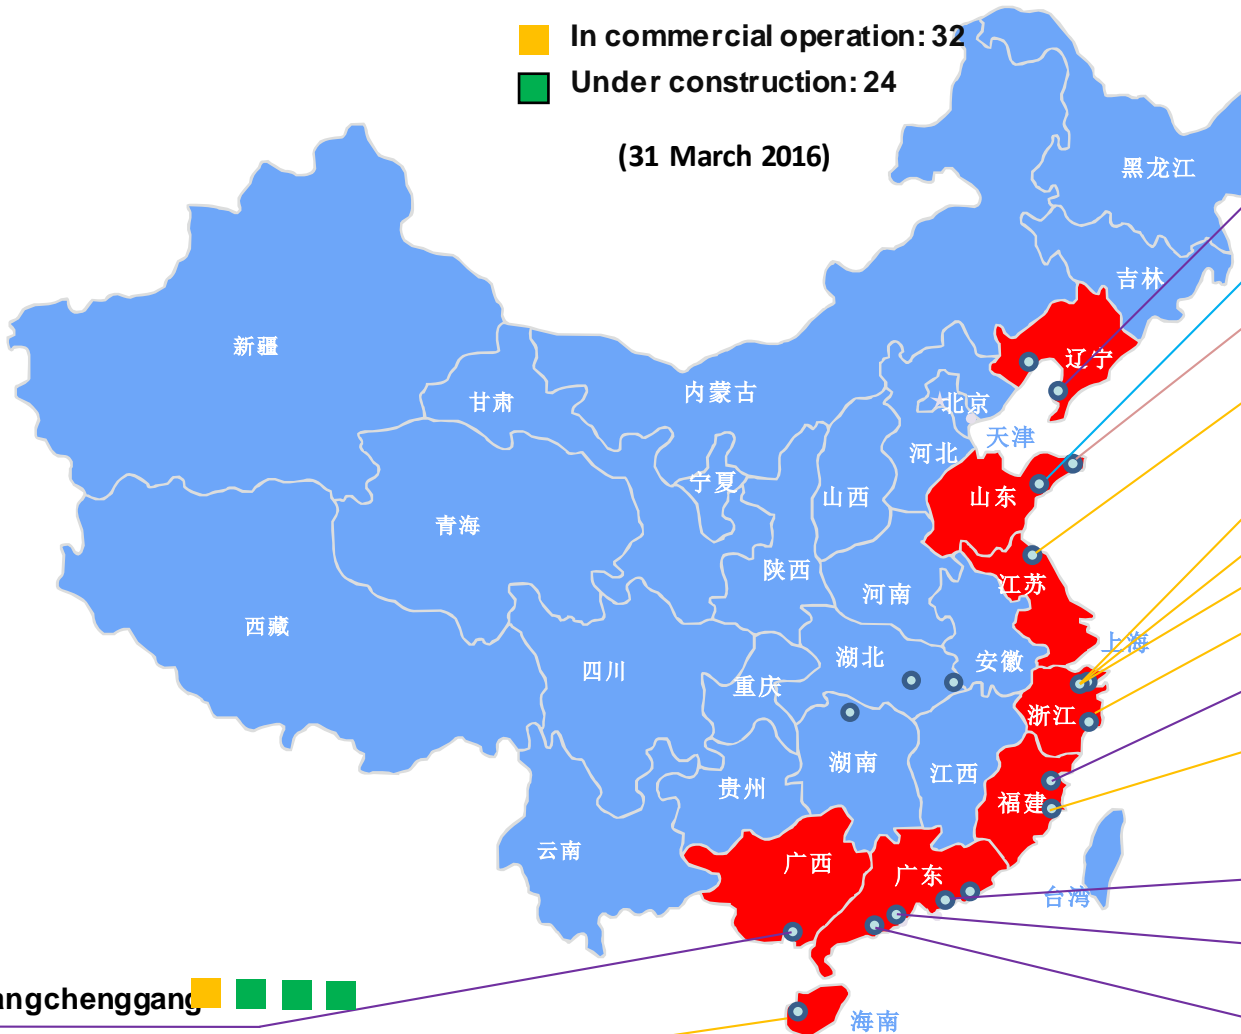 In commercial operation: 32
Under construction: 24
(31 March 2016)
黑龙江
吉林
辽宁
新疆
内蒙古
甘肃
北京
天津
河北
宁夏
山西
山东
青海
陕西
河南
江苏
西藏
四川
湖北
安徽
上海
重庆
浙江
湖南
江西
贵州
福建
云南
广西
广东
台湾
angchenggang
海南